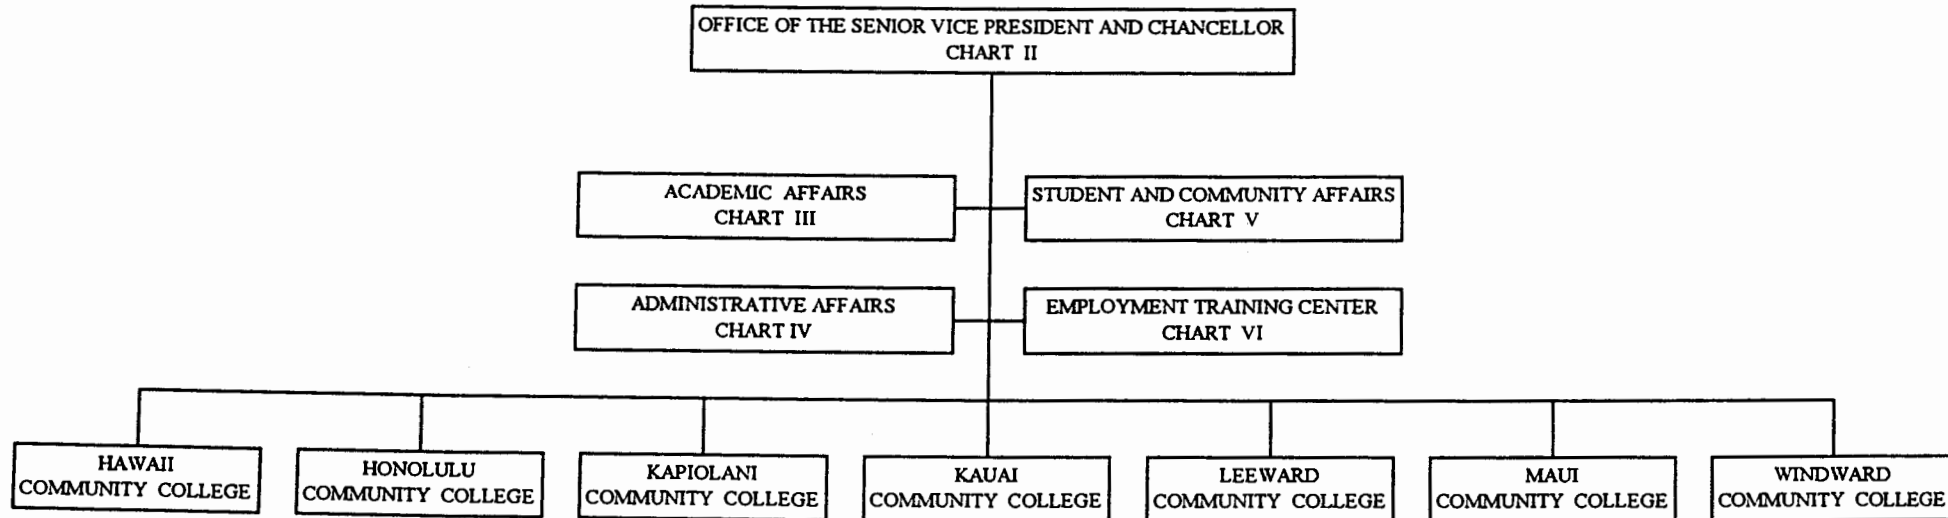 OFFICE OF THE SENIOR VICE PRESIDENT AND CHANCELLOR
CHART II
ACADEMIC AFFAIRS
CHART III
STUDENT AND COMMUNITY AFFAIRS
CHART V
ADMINISTRATIVE AFFAIRS
CHART IV
EMPLOYMENT TRAINING CENTER
CHART VI
HAWAII
COMMUNITY COLLEGE
HONOLULU
COMMUNITY COLLEGE
KAPIOLANI
COMMUNITY COLLEGE
KAUAI
COMMUNITY COLLEGE
LEEWARD
COMMUNITY COLLEGE
MAUI
COMMUNITY COLLEGE
WINDWARD
COMMUNITY COLLEGE